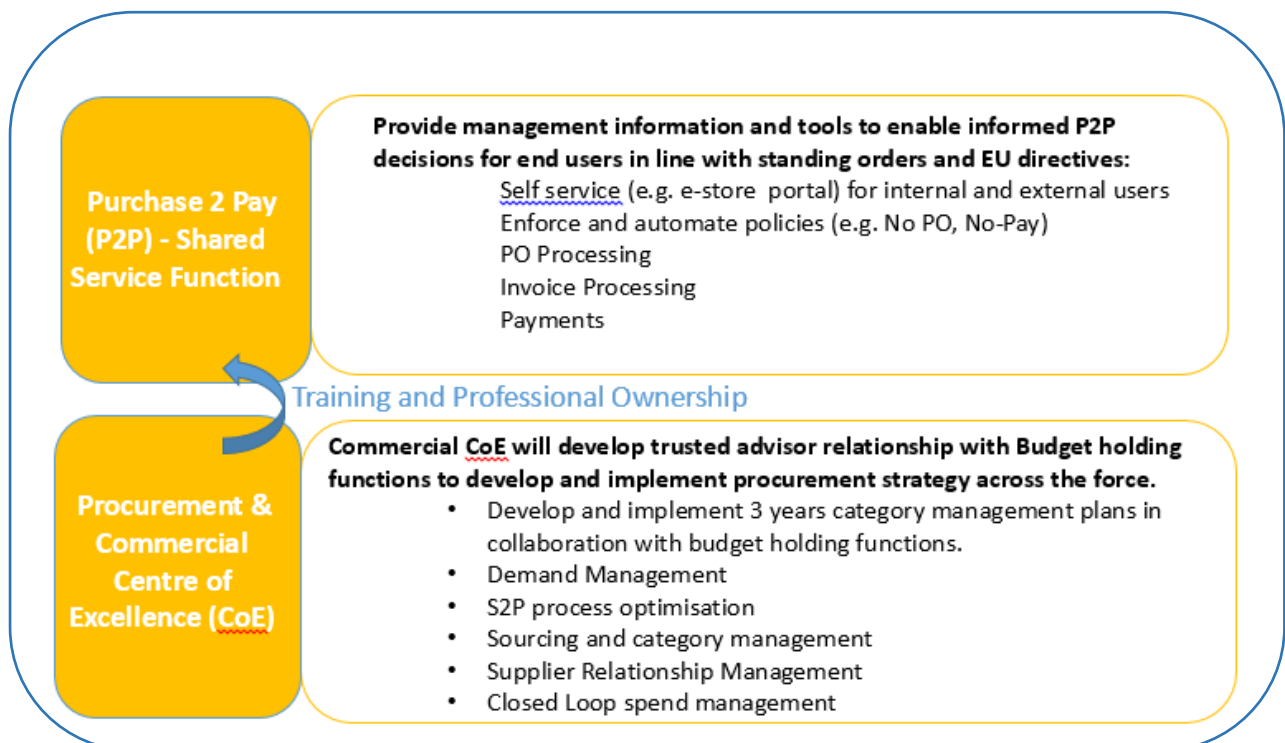 Purchase 2 Pay
(P2P) - Shared
Service Function
Provide management information and tools to enable informed P2P
decisions for end users in line with standing orders and EU directives:
Self service (e.g. e-store portal) for internal and external users
Enforce and automate policies (e.g. No PO, No-Pay)
PO Processing
Invoice Processing
Payments
Training and Professional Ownership
Procurement &
Commercial
Centre of
Excellence (CoE)
Commercial CoE will develop trusted advisor relationship with Budget holding
functions to develop and implement procurement strategy across the force.
• Develop and implement 3 years category management plans in
collaboration with budget holding functions.
• Demand Management
• S2P process optimisation
• Sourcing and category management
• Supplier Relationship Management
• Closed Loop spend management